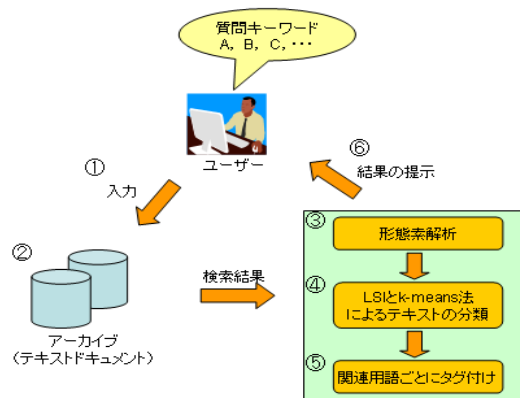 質問キーワード
A, B, C, ・・・
ユーザー
①
入力
②
アーカイブ
(テキストドキュメント)
検索結果
③
形態素解析
④
LSIとk-means法
によるテキストの分類
⑤
関連用語ごとにタグ付け
⑥
結果の提示